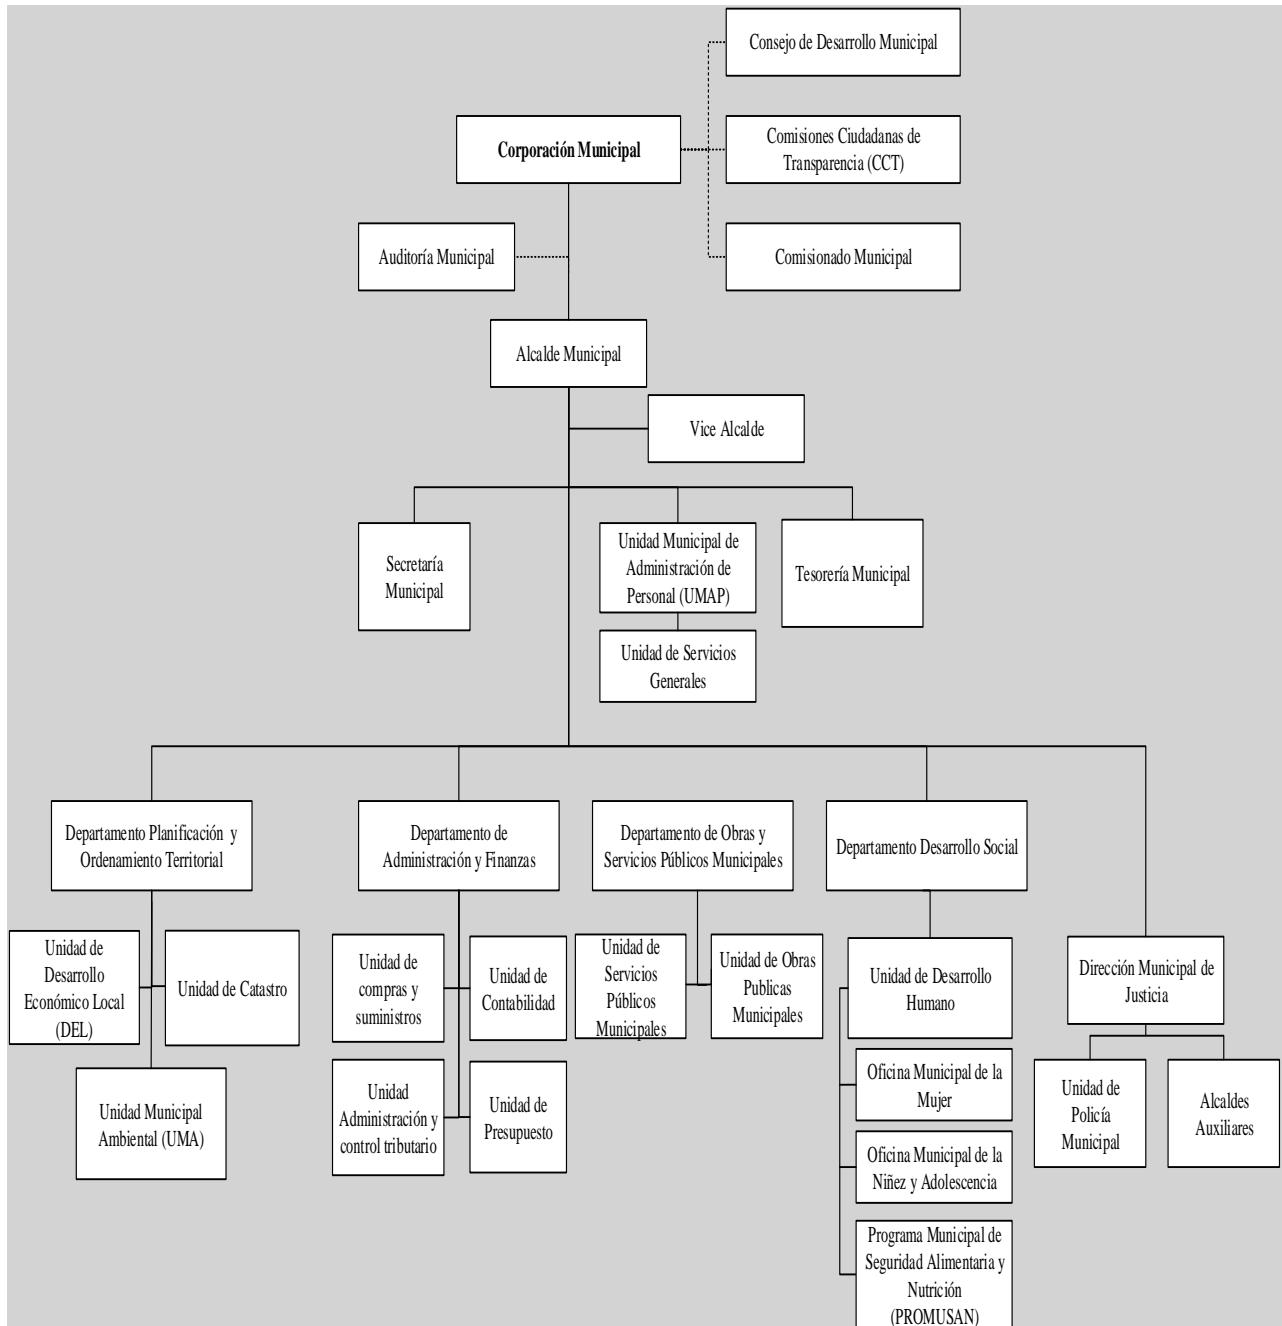 Consejo de Desarrollo Municipal
Corporación Municipal
Comisiones Ciudadanas de
Transparencia (CCT)
Auditoría Municipal
Comisionado Municipal
Alcalde Municipal
Vice Alcalde
Secretaría
Municipal
Unidad Municipal de
Administración de
Personal (UMAP)
Tesorería Municipal
Unidad de Servicios
Generales
Departamento Planificación y
Ordenamiento Territorial
Departamento de
Administración y Finanzas
Departamento de Obras y
Servicios Públicos Municipales
Departamento Desarrollo Social
Unidad de
Desarrollo
Económico Local
(DEL)
Unidad de Catastro
Unidad de
compras y
suministros
Unidad de
Contabilidad
Unidad de
Servicios
Públicos
Municipales
Unidad de Obras
Publicas
Municipales
Unidad de Desarrollo
Humano
Dirección Municipal de
Justicia
Unidad Municipal
Ambiental (UMA)
Unidad
Administración y
control tributario
Unidad de
Presupuesto
Oficina Municipal de la
Mujer
Unidad de
Policía
Municipal
Alcaldes
Auxiliares
Oficina Municipal de la
Niñez y Adolescencia
Programa Municipal de
Seguridad Alimentaria y
Nutrición
(PROMUSAN)